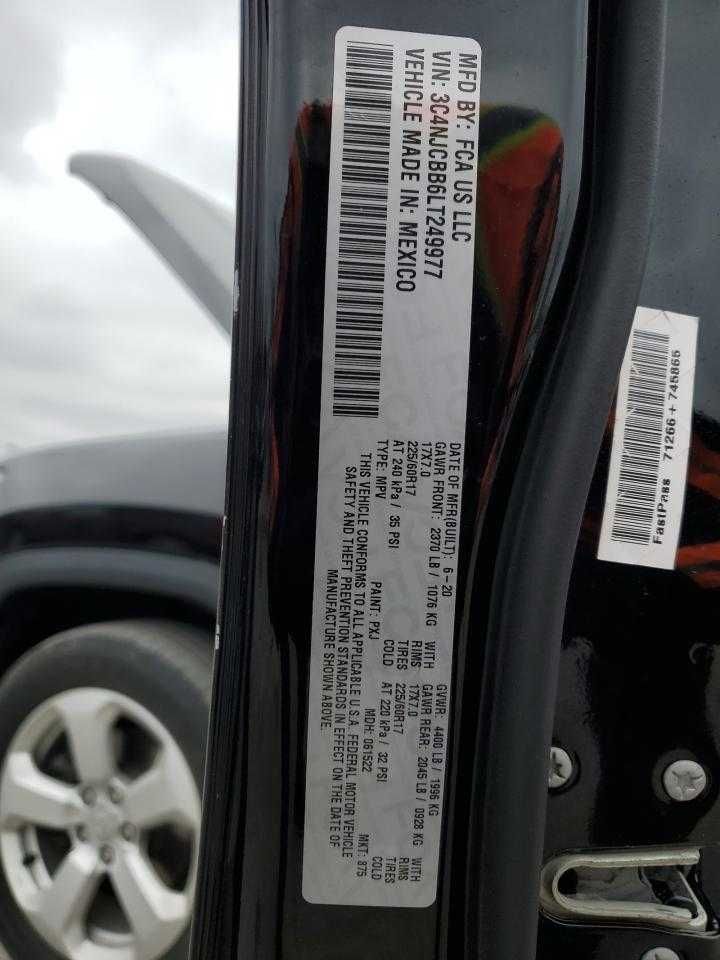 MFD BY: FCA US LLC
VIN: 3C4NJCBB6LT249977
VEHICLE MADE IN: MEXICO
DATE OF MFR(BUILT): 6-20 GVWR: 4400 LB / 1996 KG
GAWR FRONT: 2370 LB / 1076 KG WITH GAWR REAR: 2045 LB / 0928 KG WITH
17X7.0 RIMS 17X7.0 RIMS
225/60R17 TIRES 225/60R17 TIRES
AT 240 kPa / 35 PSI COLD AT 220 kPa / 32 PSI COLD
TYPE: MPV PAINT: PXJ MDH: 061522 MKT: 875
THIS VEHICLE CONFORMS TO ALL APPLICABLE U.S.A. FEDERAL MOTOR VEHICLE
SAFETY AND THEFT PREVENTION STANDARDS IN EFFECT ON THE DATE OF
MANUFACTURE SHOWN ABOVE.
FastPass 71266+745866